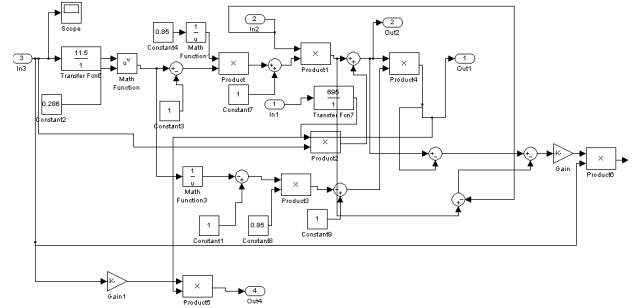 Scope
3
In3
11.5
1
Transfer Fcn6
0.286
Constant2
u^v
Math
Function
0.85
Constant4
1
u
Math
Function1
1
Constant3
×
Product
1
Constant7
2
In2
×
Product1
1
In1
695
1
Transfer Fcn7
×
Product2
2
Out2
×
Product4
1
Out1
1
u
Math
Function3
1
Constant1
0.85
Constant8
×
Product3
1
Constant9
-K-
Gain
×
Product6
-K-
Gain1
×
Product5
4
Out4